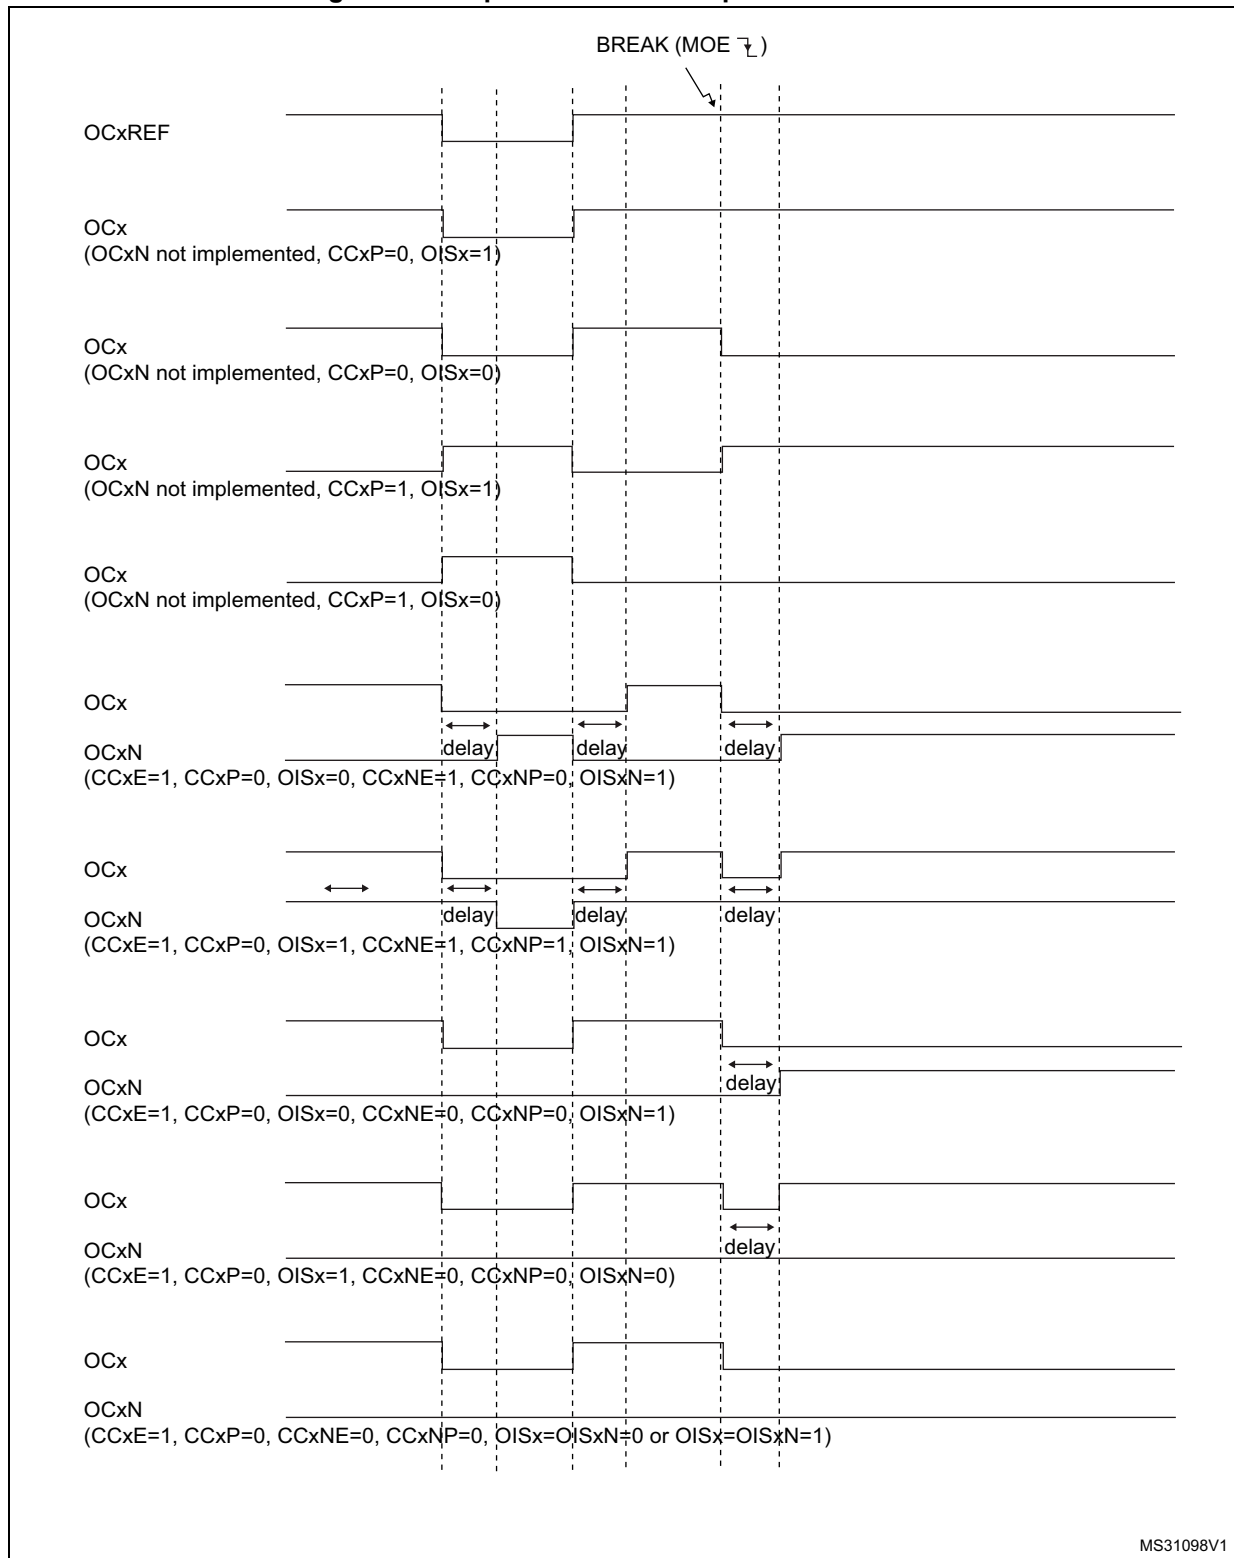 BREAK (MOE )
OCxREF
OCx
(OCxN not implemented, CCxP=0, OISx=1)
OCx
(OCxN not implemented, CCxP=0, OISx=0)
OCx
(OCxN not implemented, CCxP=1, OISx=1)
OCx
(OCxN not implemented, CCxP=1, OISx=0)
OCx
delay delay delay
OCxN
(CCxE=1, CCxP=0, OISx=0, CCxNE=1, CCxNP=0, OISxN=1)
OCx
delay delay delay
OCxN
(CCxE=1, CCxP=0, OISx=1, CCxNE=1, CCxNP=1, OISxN=1)
OCx
delay
OCxN
(CCxE=1, CCxP=0, OISx=0, CCxNE=0, CCxNP=0, OISxN=1)
OCx
delay
OCxN
(CCxE=1, CCxP=0, OISx=1, CCxNE=0, CCxNP=0, OISxN=0)
OCx
OCxN
(CCxE=1, CCxP=0, CCxNE=0, CCxNP=0, OISx=OISxN=0 or OISx=OISxN=1)
MS31098V1